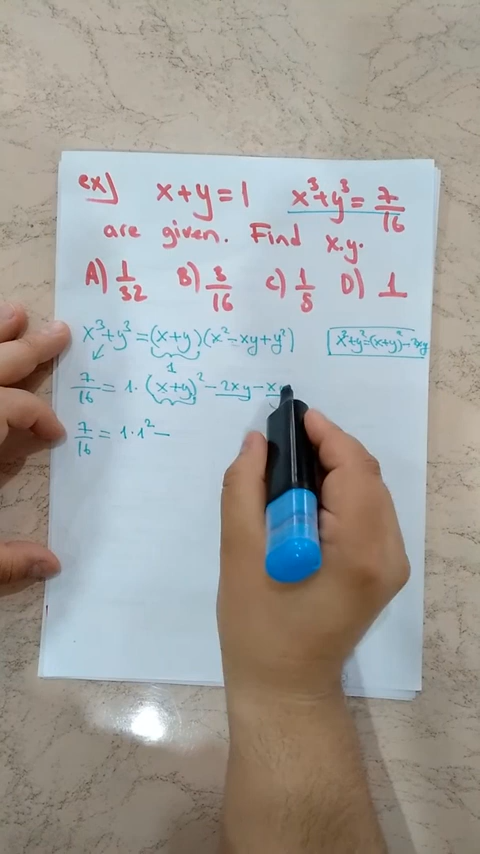 ex) x+y=1 x³+y³=7/16
are given. Find x.y.
A) 1/32 B) 3/16 C) 1/8 D) 1
x³+y³=(x+y)(x²-xy+y²) x²+y²=(x+y)²-2xy
1
7/16 = 1.(x+y)²-2xy-x
7/16 = 1.1²-